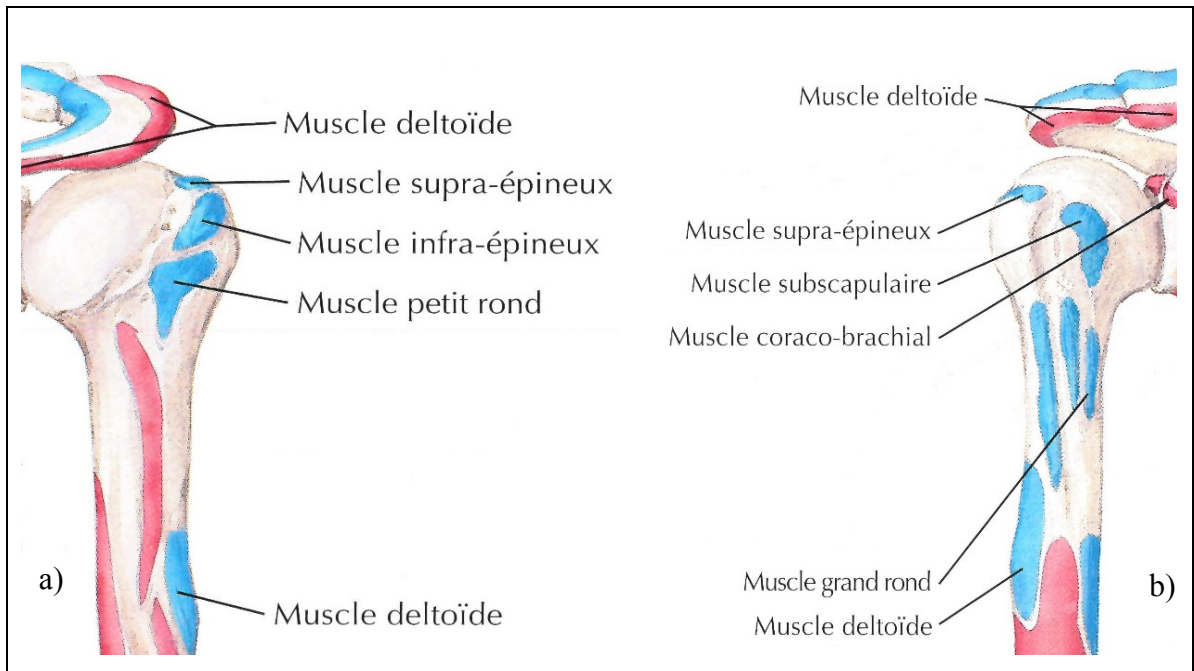 Muscle deltoïde
Muscle supra-épineux
Muscle infra-épineux
Muscle petit rond
Muscle deltoïde
a)
Muscle deltoïde
Muscle supra-épineux
Muscle subscapulaire
Muscle coraco-brachial
Muscle grand rond
Muscle deltoïde
b)